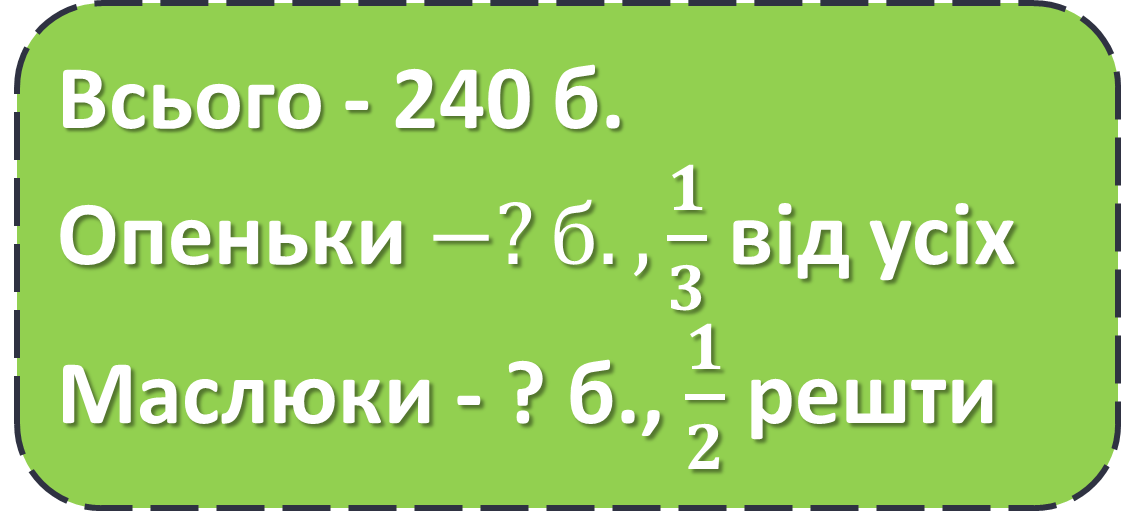 Всього - 240 б.
Опеньки —? б. , 1/3 від усіх
Маслюки - ? б., 1/2 решти